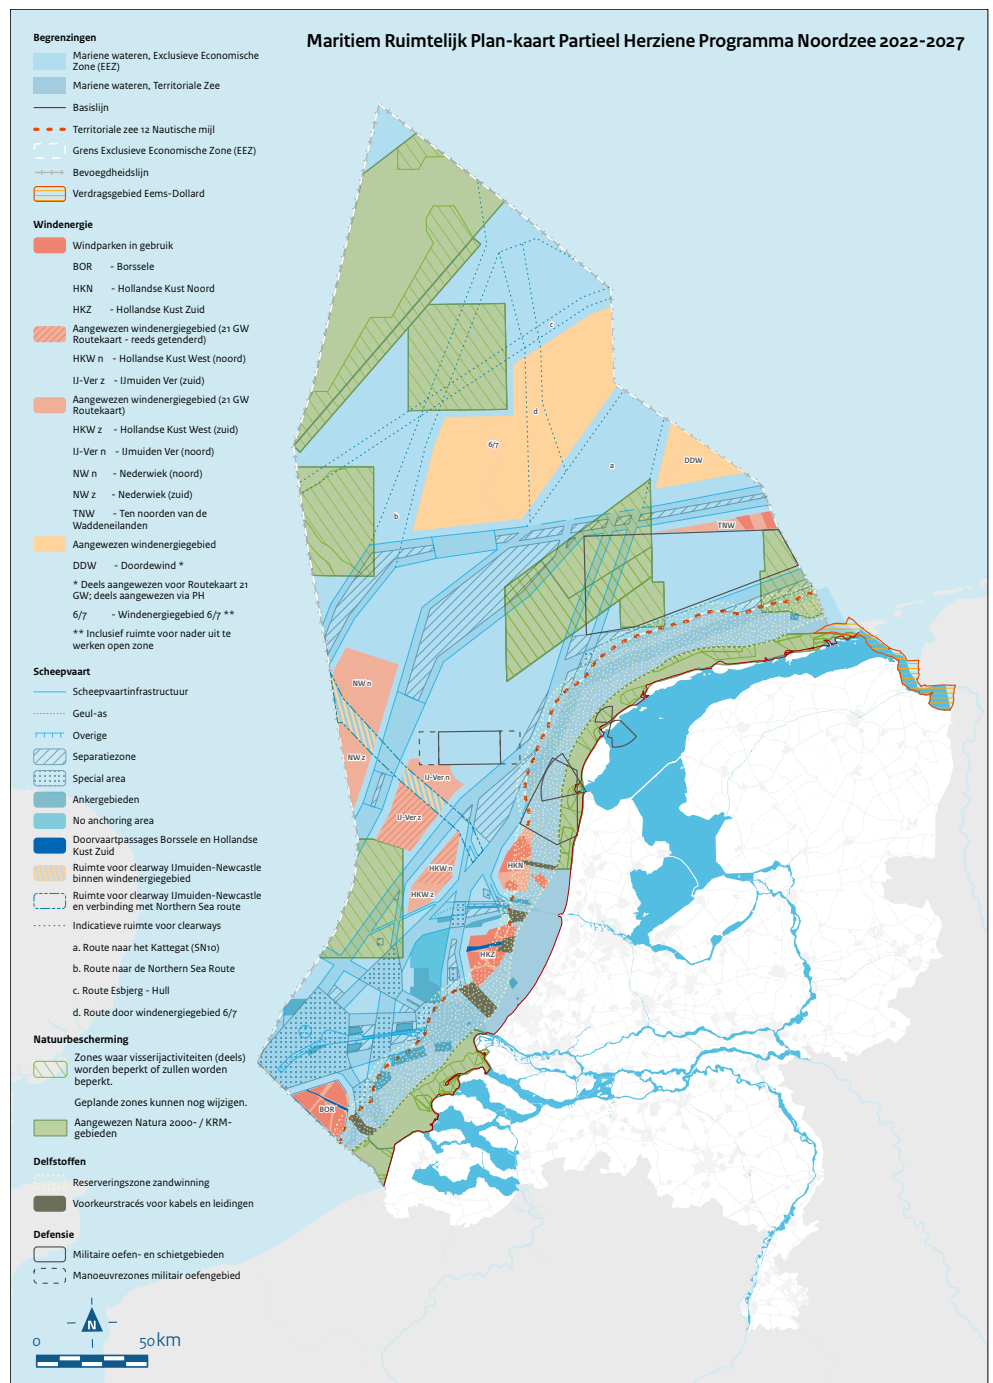 Maritiem Ruimtelijk Plan-kaart Partieel Herziene Programma Noordzee 2022-2027
Begrenzingen
Mariene wateren, Exclusieve Economische
Zone (EEZ)
Mariene wateren, Territoriale Zee
Basislijn
Territoriale zee 12 Nautische mijl
Grens Exclusieve Economische Zone (EEZ)
Bevoegdheidslijn
Verdragsgebied Eems-Dollard
Windenergie
Windparken in gebruik
BOR - Borssele
HKN - Hollandse Kust Noord
HKZ - Hollandse Kust Zuid
Aangewezen windenergiegebied (21 GW
Routekaart - reeds getenderd)
HKW n - Hollandse Kust West (noord)
IJ-Ver z - IJmuiden Ver (zuid)
Aangewezen windenergiegebied (21 GW
Routekaart)
HKW z - Hollandse Kust West (zuid)
IJ-Ver n - IJmuiden Ver (noord)
NW n - Nederwiek (noord)
NW z - Nederwiek (zuid)
TNW - Ten noorden van de
Waddeneilanden
Aangewezen windenergiegebied
DDW - Doordewind *
* Deels aangewezen voor Routekaart 21
GW; deels aangewezen via PH
6/7 - Windenergiegebied 6/7 **
** Inclusief ruimte voor nader uit te
werken open zone
Scheepvaart
Scheepvaartinfrastructuur
Geul-as
Overige
Separatiezone
Special area
Ankergebieden
No anchoring area
Doorvaartpassages Borssele en Hollandse
Kust Zuid
Ruimte voor clearway IJmuiden-Newcastle
binnen windenergiegebied
Ruimte voor clearway IJmuiden-Newcastle
en verbinding met Northern Sea route
Indicatieve ruimte voor clearways
a. Route naar het Kattegat (SN10)
b. Route naar de Northern Sea Route
c. Route Esbjerg - Hull
d. Route door windenergiegebied 6/7
Natuurbescherming
Zones waar visserijactiviteiten (deels)
worden beperkt of zullen worden
beperkt.
Geplande zones kunnen nog wijzigen.
Aangewezen Natura 2000- / KRM-
gebieden
Delfstoffen
Reserveringszone zandwinning
Voorkeurstracés voor kabels en leidingen
Defensie
Militaire oefen- en schietgebieden
Manoeuvrezones militair oefengebied
N
0 50 km
c
d
6/7
a
DDW
b
TNW
NW n
NW z
IJ-Ver n
IJ-Ver z
HKN
HKW n
HKW z
HKZ
BOR